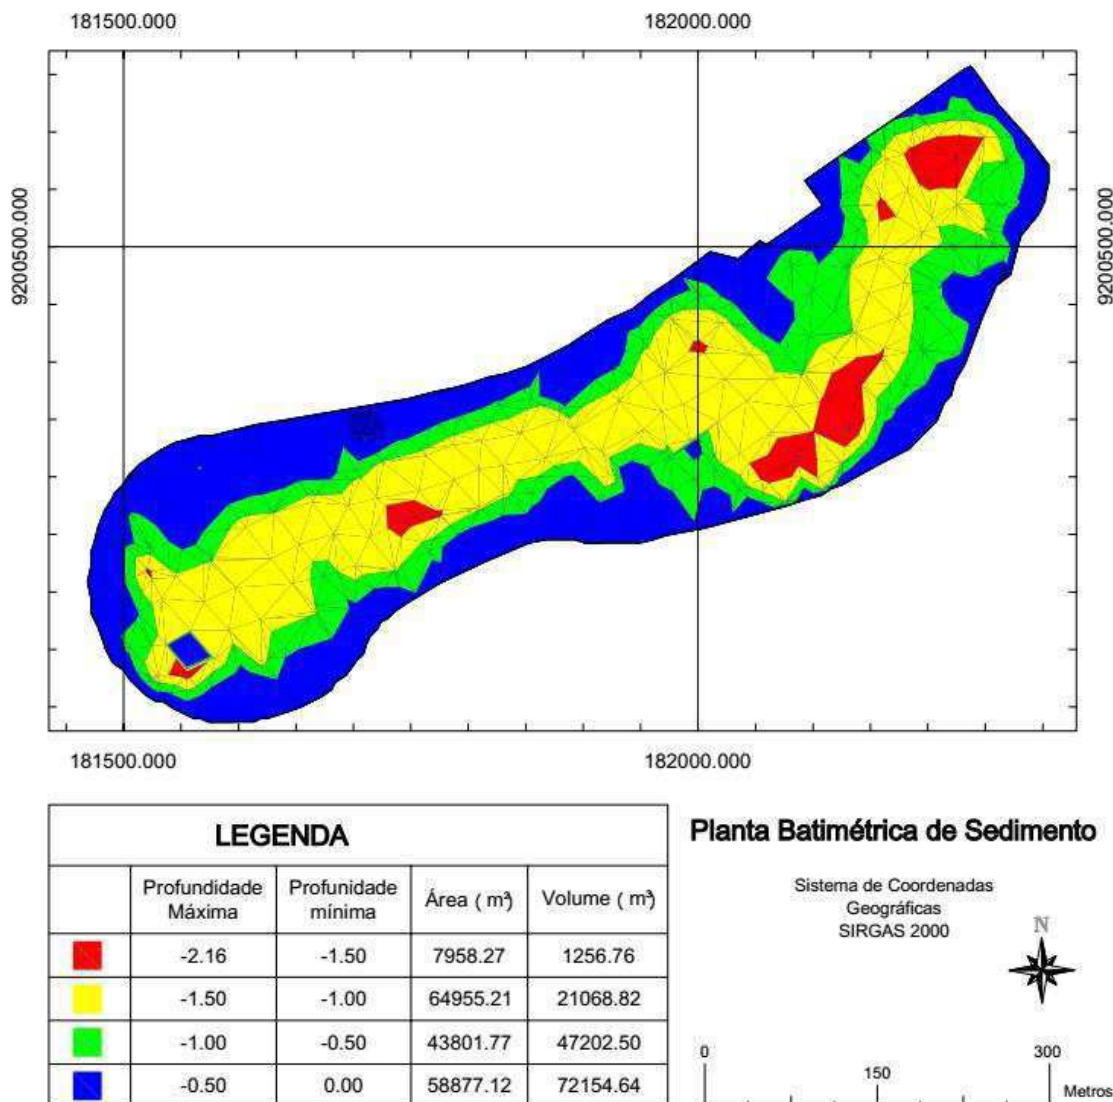 181500.000 182000.000
9200500.000 9200500.000
181500.000 182000.000
LEGENDA
Profundidade Máxima Profunidade mínima Área ( m²) Volume ( m³)
-2.16 -1.50 7958.27 1256.76
-1.50 -1.00 64955.21 21068.82
-1.00 -0.50 43801.77 47202.50
-0.50 0.00 58877.12 72154.64
Planta Batimétrica de Sedimento
Sistema de Coordenadas
Geográficas
SIRGAS 2000
N
0 150 300
Metros